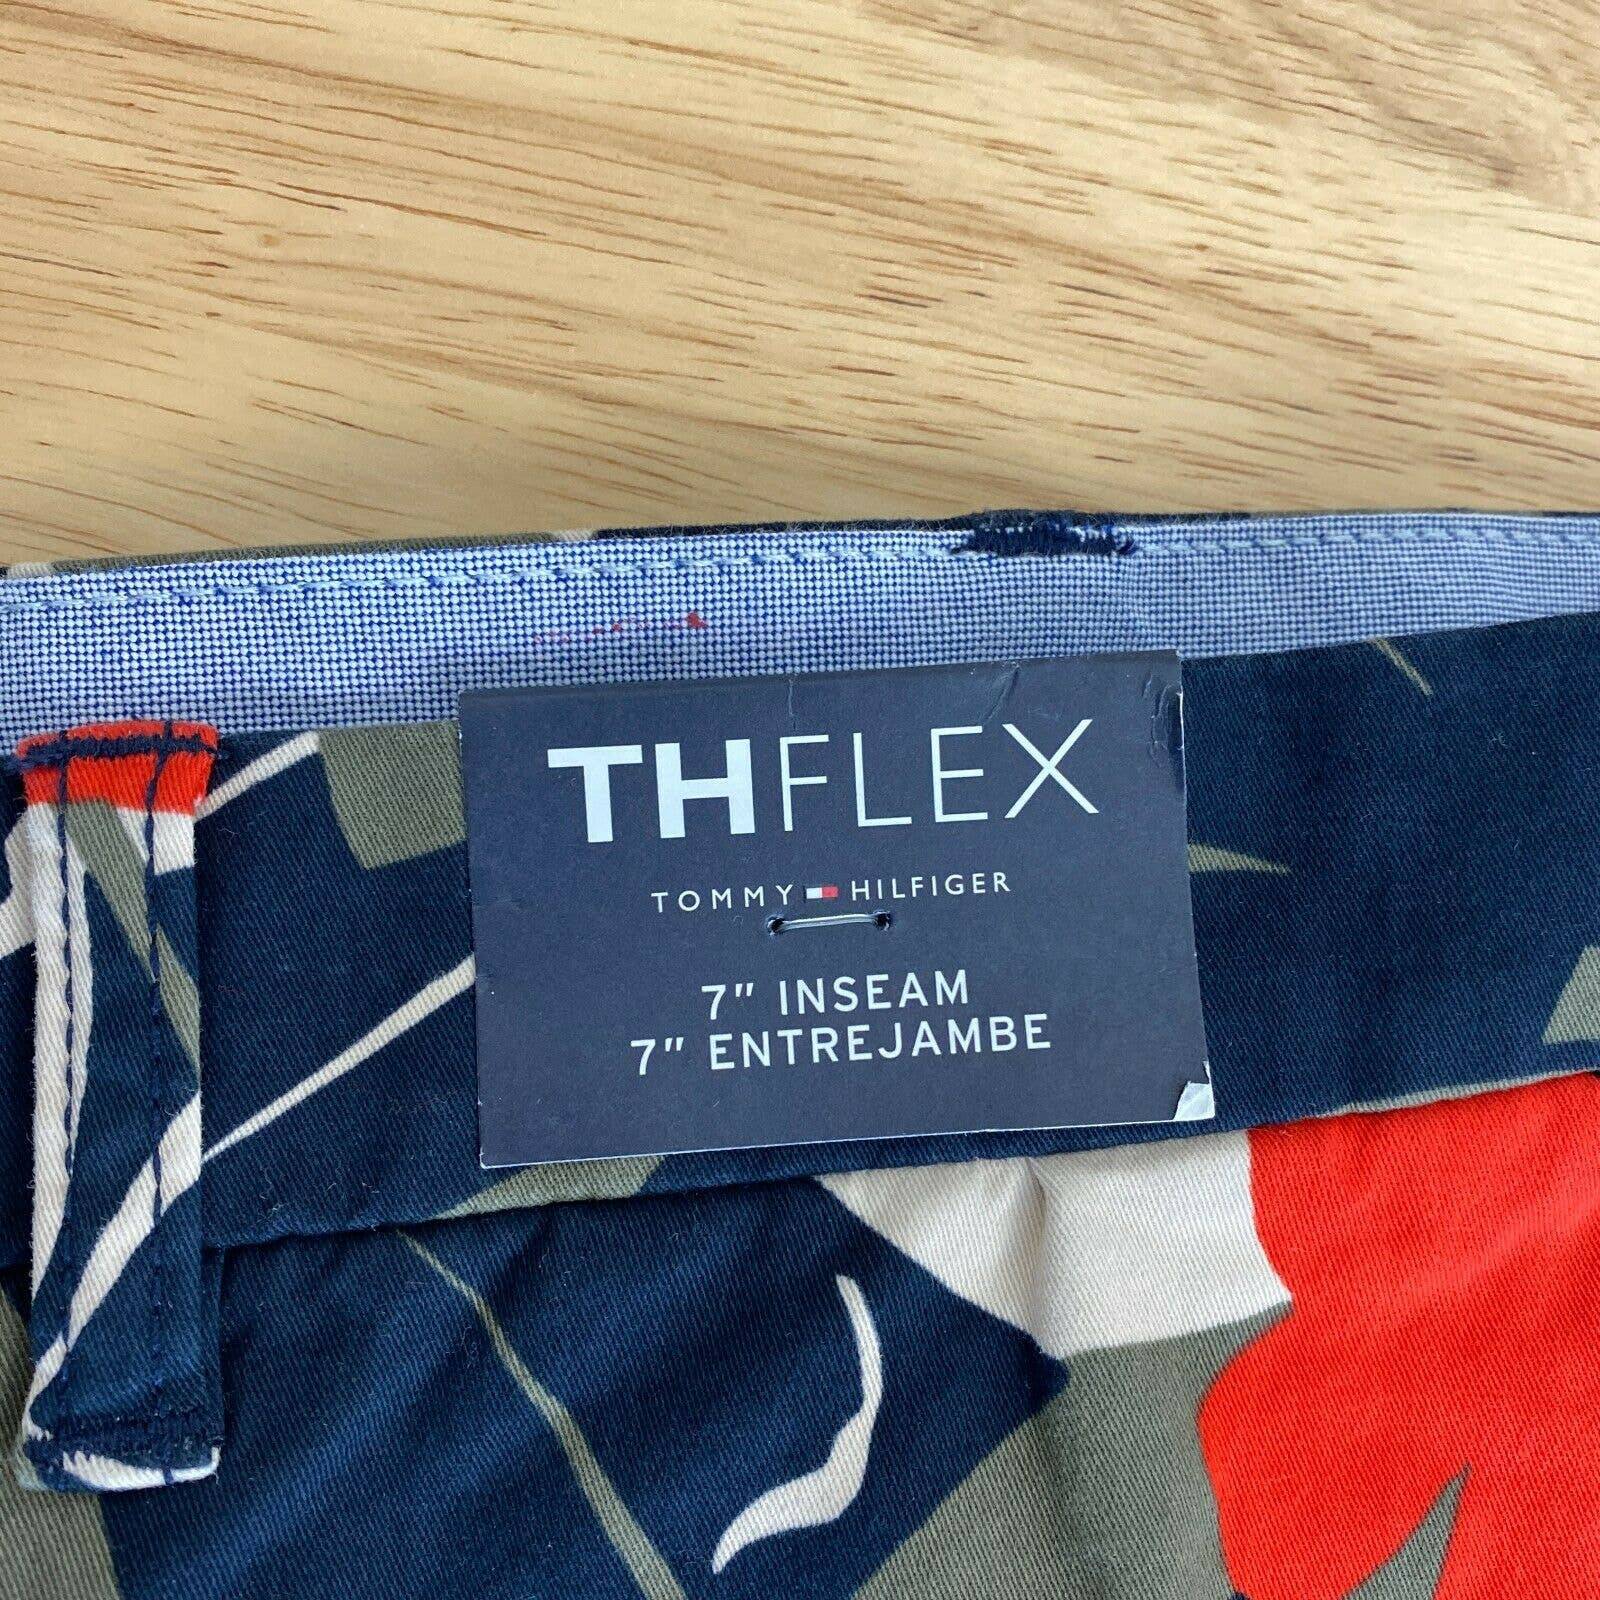 THFLEX
TOMMY HILFIGER
7" INSEAM
7" ENTREJAMBE